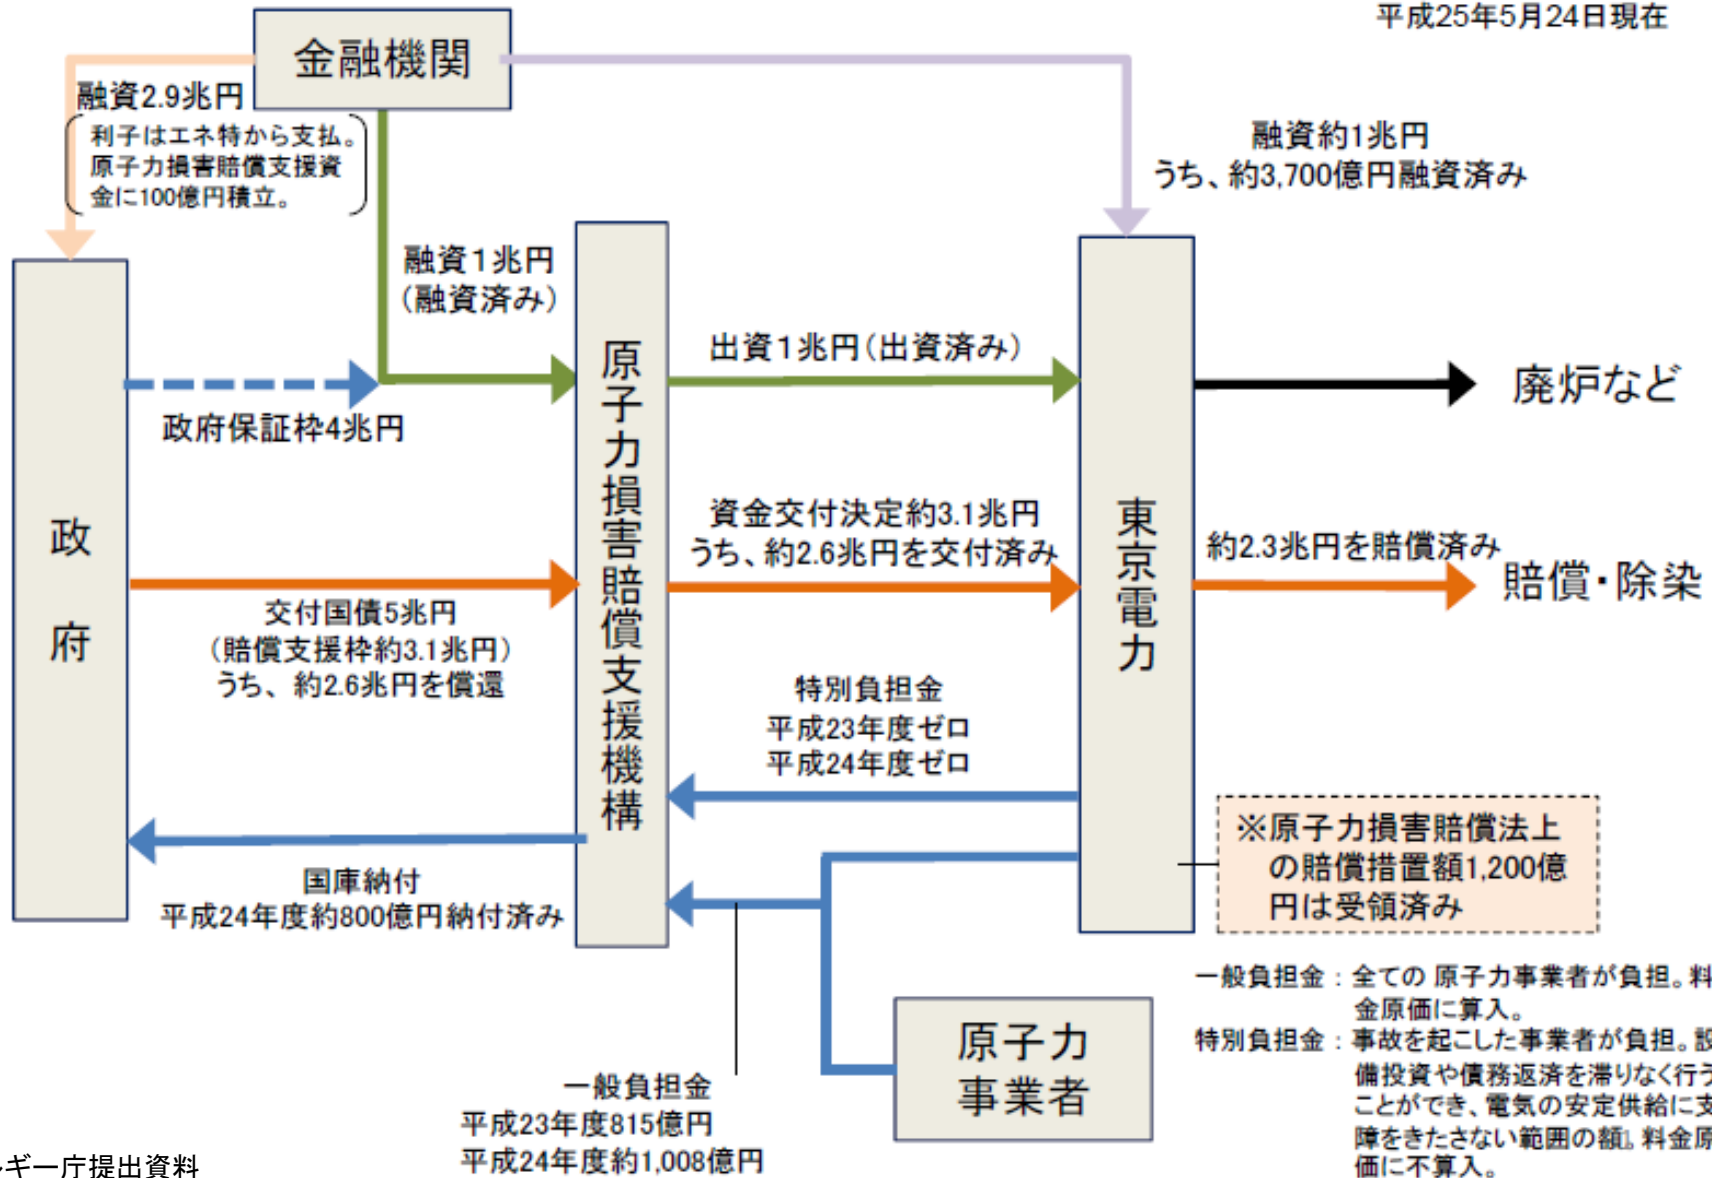 平成25年5月24日現在
金融機関
融資2.9兆円
利子はエネ特から支払。
原子力損害賠償支援資
金に100億円積立。
融資約1兆円
うち、約3,700億円融資済み
融資1兆円
（融資済み）
出資1兆円（出資済み）
廃炉など
政府保証枠4兆円
政府
原子力損害賠償支援機構
東京電力
資金交付決定約3.1兆円
うち、約2.6兆円を交付済み
約2.3兆円を賠償済み
賠償・除染
交付国債5兆円
（賠償支援枠約3.1兆円）
うち、約2.6兆円を償還
特別負担金
平成23年度ゼロ
平成24年度ゼロ
※原子力損害賠償法上
の賠償措置額1,200億
円は受領済み
国庫納付
平成24年度約800億円納付済み
一般負担金：全ての 原子力事業者が負担。料
金原価に算入。
特別負担金：事故を起こした事業者が負担。設
備投資や債務返済を滞りなく行う
ことができ、電気の安定供給に支
障をきたさない範囲の額。料金原
価に不算入。
原子力
事業者
一般負担金
平成23年度815億円
平成24年度約1,008億円
ギー庁提出資料